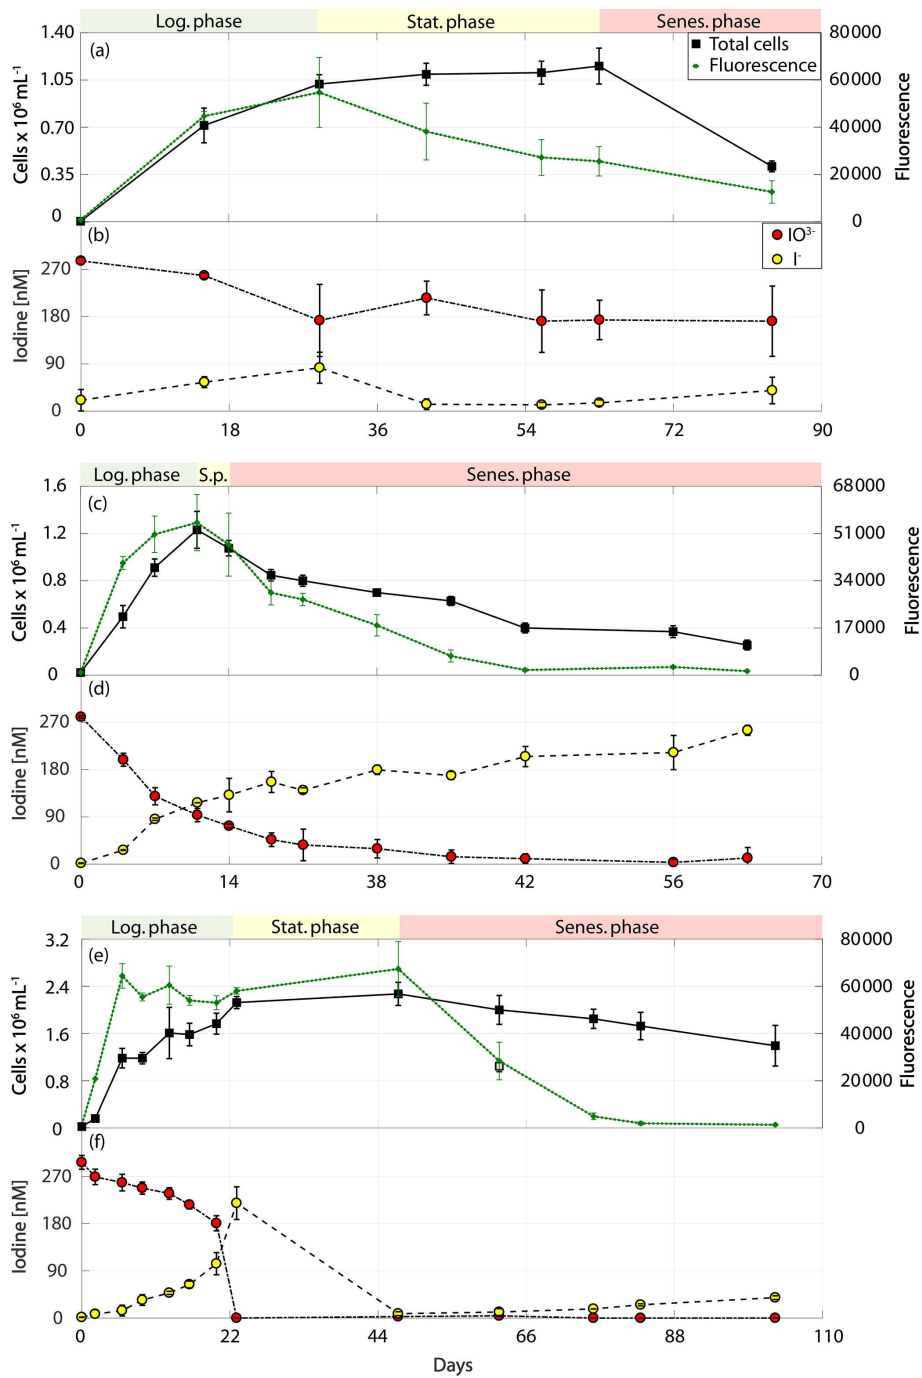 Log. phase Stat. phase Senes. phase
1.40 (a) 80000
Total cells
Fluorescence
1.05 60000
0.70 40000
0.35 20000
0 0
Cells x 10⁶ mL⁻¹
Fluorescence
(b)
IO³⁻
I⁻
270
180
90
0
Iodine [nM]
0 18 36 54 72 90
Log. phase S.p. Senes. phase
1.6 (c) 68000
1.2 51000
0.8 34000
0.4 17000
0 0
Cells x 10⁶ mL⁻¹
Fluorescence
(d)
270
180
90
0
Iodine [nM]
0 14 38 42 56 70
Log. phase Stat. phase Senes. phase
3.2 (e) 80000
2.4 60000
1.6 40000
0.8 20000
0 0
Cells x 10⁶ mL⁻¹
Fluorescence
(f)
270
180
90
0
Iodine [nM]
0 22 44 66 88 110
Days